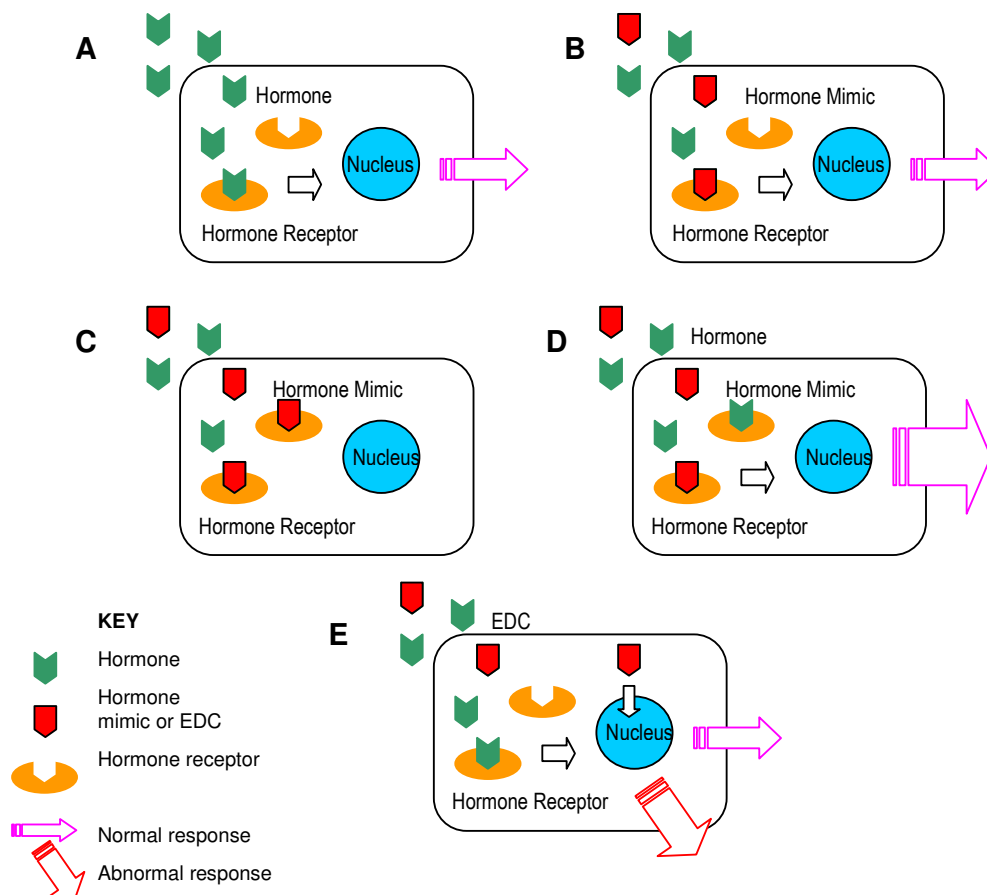 A
Hormone
Nucleus
Hormone Receptor
B
Hormone Mimic
Nucleus
Hormone Receptor
C
Hormone Mimic
Nucleus
Hormone Receptor
D
Hormone
Hormone Mimic
Nucleus
Hormone Receptor
E
EDC
Nucleus
Hormone Receptor
KEY
Hormone
Hormone
mimic or EDC
Hormone receptor
Normal response
Abnormal response